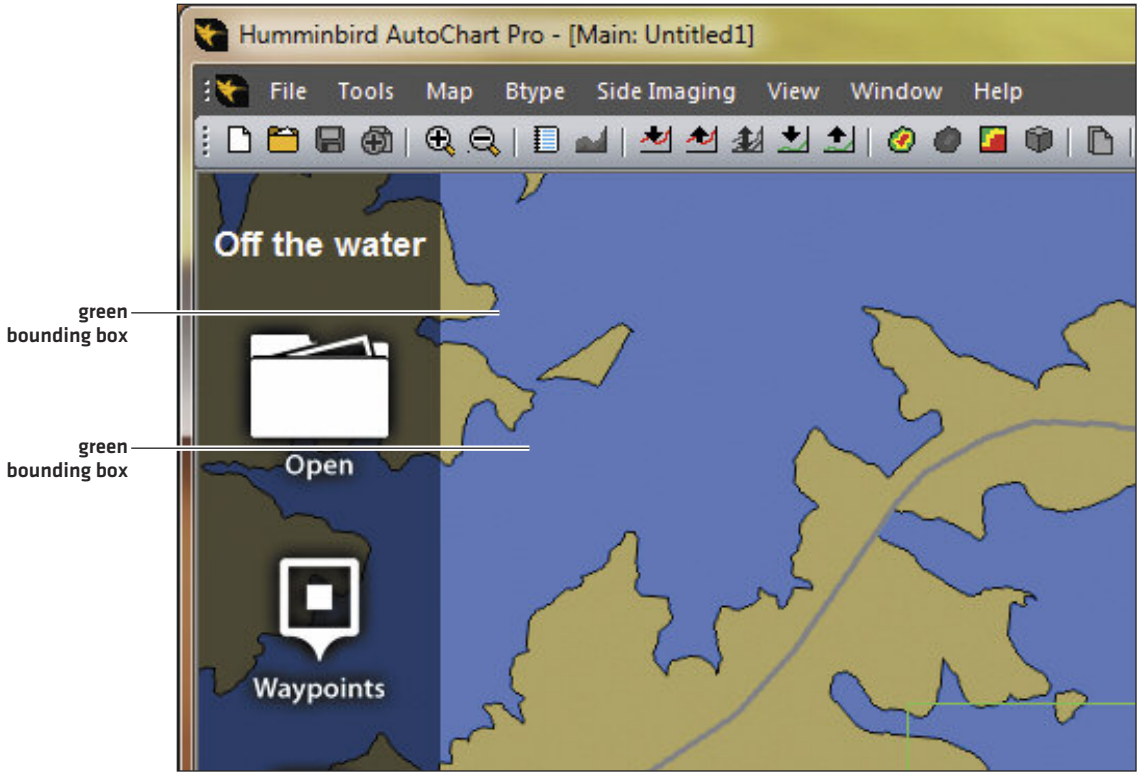 Humminbird AutoChart Pro - [Main: Untitled1]
File Tools Map Btype Side Imaging View Window Help
Off the water
green
bounding box
Open
green
bounding box
Waypoints